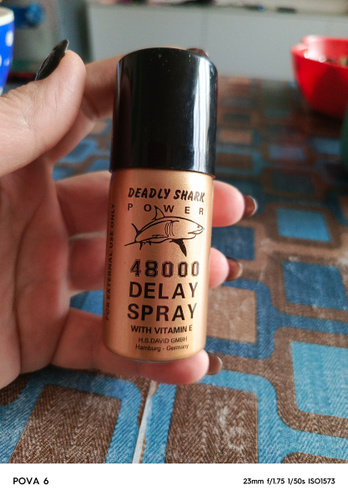 DEADLY SHARK
POWER
48000
DELAY
SPRAY
WITH VITAMIN E
H.S DAVID GMBH
Hamburg - Germany
FOR EXTERNAL USE ONLY
POVA 6
23mm f/1.75 1/50s ISO1573